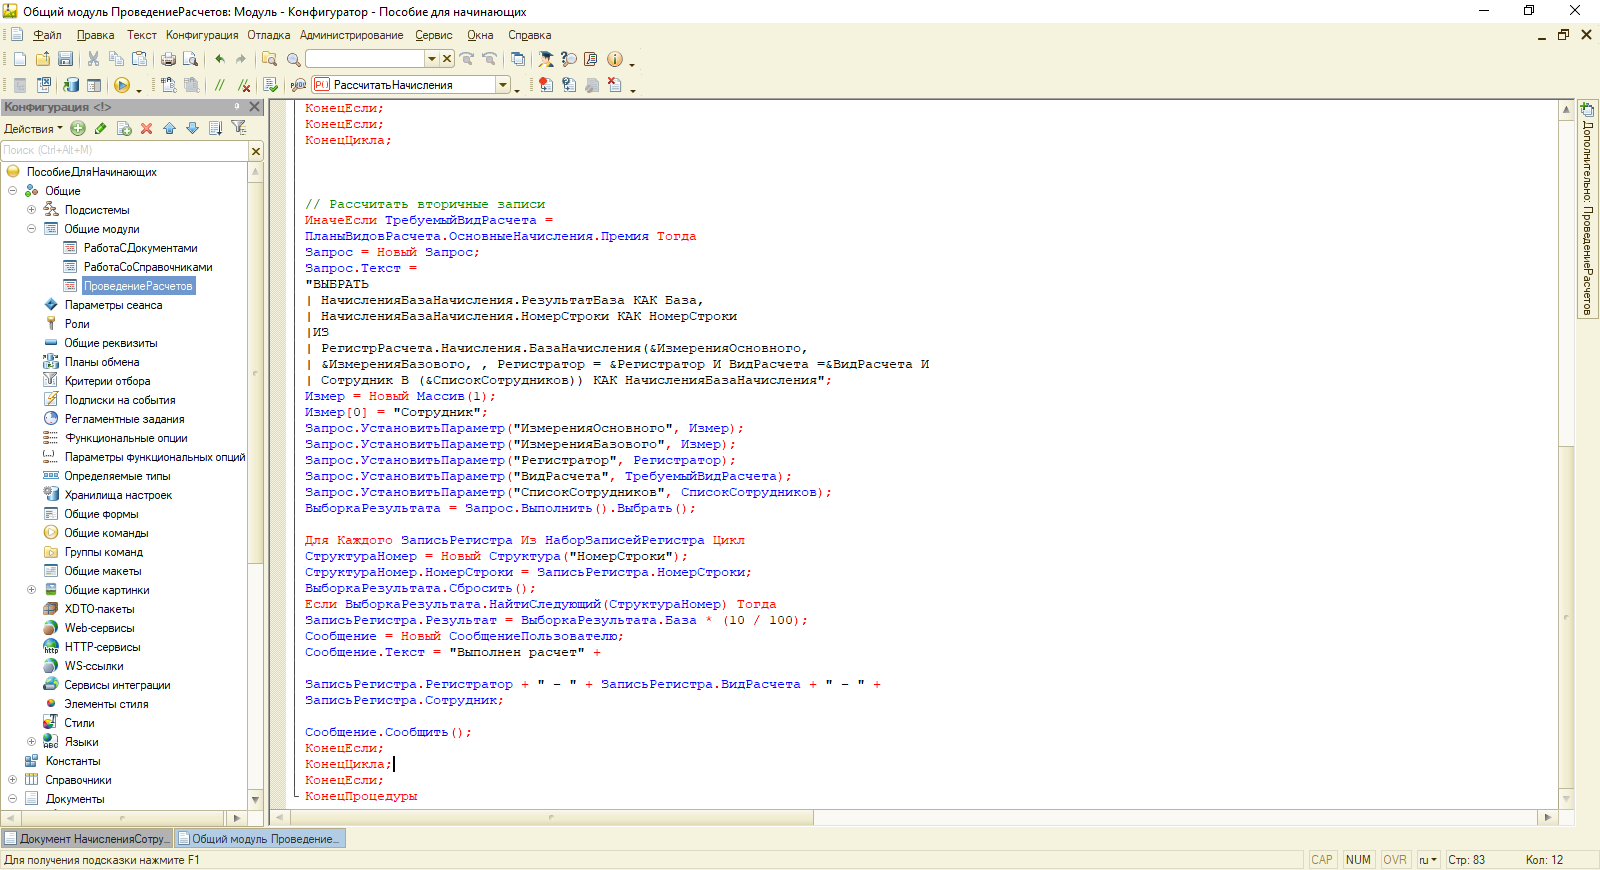 Общий модуль ПроведениеРасчетов: Модуль - Конфигуратор - Пособие для начинающих
Файл Правка Текст Конфигурация Отладка Администрирование Сервис Окна Справка
РассчитатьНачисления
Конфигурация <!>
Действия
Поиск (Ctrl+Alt+M)
ПособиеДляНачинающих
Общие
Подсистемы
Общие модули
РаботаСДокументами
РаботаСоСправочниками
ПроведениеРасчетов
Параметры сеанса
Роли
Общие реквизиты
Планы обмена
Критерии отбора
Подписки на события
Регламентные задания
Функциональные опции
Параметры функциональных опций
Определяемые типы
Хранилища настроек
Общие формы
Общие команды
Группы команд
Общие макеты
Общие картинки
XDTO-пакеты
Web-сервисы
HTTP-сервисы
WS-ссылки
Сервисы интеграции
Элементы стиля
Стили
Языки
Константы
Справочники
Документы
КонецЕсли;
КонецЕсли;
КонецЦикла;
// Рассчитать вторичные записи
ИначеЕсли ТребуемыйВидРасчета =
ПланыВидовРасчета.ОсновныеНачисления.Премия Тогда
Запрос = Новый Запрос;
Запрос.Текст =
"ВЫБРАТЬ
| НачисленияБазаНачисления.РезультатБаза КАК База,
| НачисленияБазаНачисления.НомерСтроки КАК НомерСтроки
|ИЗ
| РегистрРасчета.Начисления.БазаНачисления(&ИзмеренияОсновного,
| &ИзмеренияБазового, , Регистратор = &Регистратор И ВидРасчета =&ВидРасчета И
| Сотрудник В (&СписокСотрудников)) КАК НачисленияБазаНачисления";
Измер = Новый Массив(1);
Измер[0] = "Сотрудник";
Запрос.УстановитьПараметр("ИзмеренияОсновного", Измер);
Запрос.УстановитьПараметр("ИзмеренияБазового", Измер);
Запрос.УстановитьПараметр("Регистратор", Регистратор);
Запрос.УстановитьПараметр("ВидРасчета", ТребуемыйВидРасчета);
Запрос.УстановитьПараметр("СписокСотрудников", СписокСотрудников);
ВыборкаРезультата = Запрос.Выполнить().Выбрать();
Для Каждого ЗаписьРегистра Из НаборЗаписейРегистра Цикл
СтруктураНомер = Новый Структура("НомерСтроки");
СтруктураНомер.НомерСтроки = ЗаписьРегистра.НомерСтроки;
ВыборкаРезультата.Сбросить();
Если ВыборкаРезультата.НайтиСледующий(СтруктураНомер) Тогда
ЗаписьРегистра.Результат = ВыборкаРезультата.База * (10 / 100);
Сообщение = Новый СообщениеПользователю;
Сообщение.Текст = "Выполнен расчет" +
ЗаписьРегистра.Регистратор + " - " + ЗаписьРегистра.ВидРасчета + " - " +
ЗаписьРегистра.Сотрудник;
Сообщение.Сообщить();
КонецЕсли;
КонецЦикла;
КонецЕсли;
КонецПроцедуры
Дополнительно: ПроведениеРасчетов
Документ НачисленияСотру... Общий модуль Проведение...
Для получения подсказки нажмите F1 CAP NUM OVR ru Стр: 83 Кол: 12